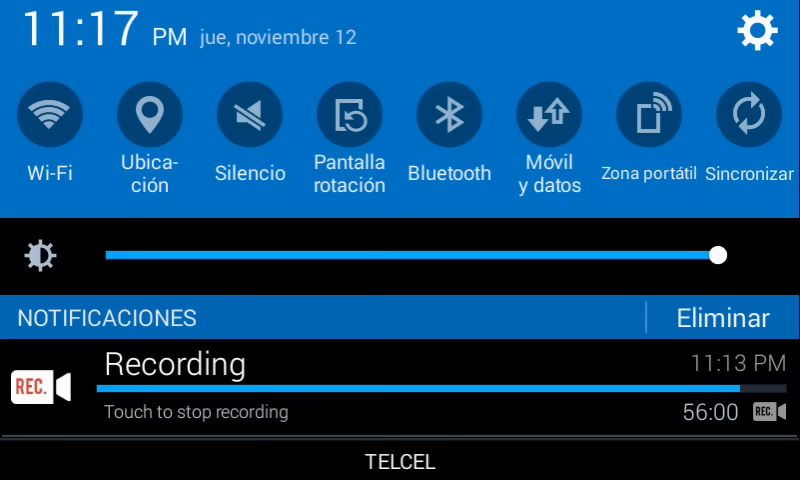 11:17 PM jue, noviembre 12
Wi-Fi
Ubica-
ción
Silencio
Pantalla
rotación
Bluetooth
Móvil
y datos
Zona portátil
Sincronizar
NOTIFICACIONES
Eliminar
REC.
Recording
11:13 PM
Touch to stop recording
56:00
REC.
TELCEL